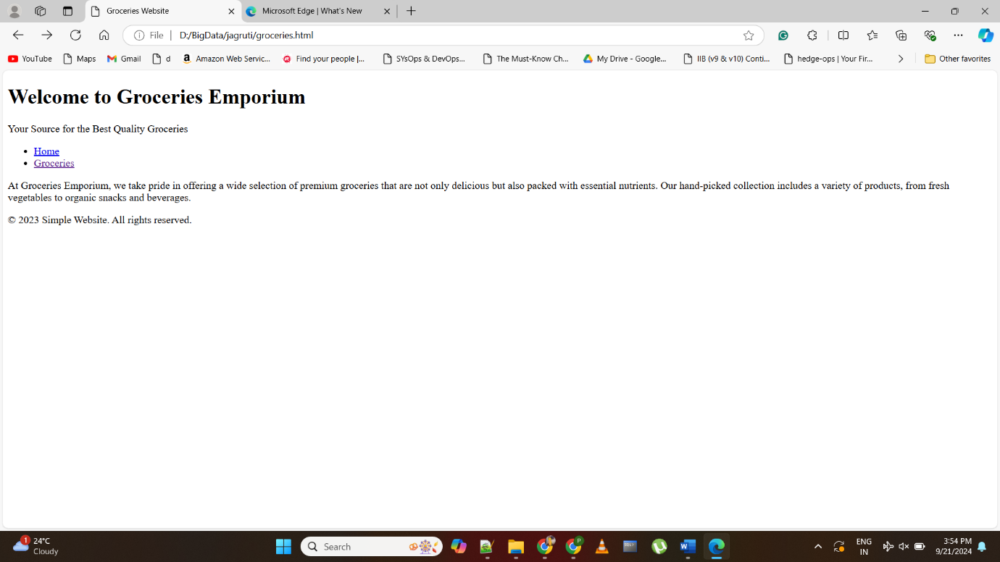 Groceries Website
Microsoft Edge | What's New
File | D:/BigData/jagruti/groceries.html
YouTube Maps Gmail d Amazon Web Servic... Find your people |... SYsOps & DevOps... The Must-Know Ch... My Drive - Google... IIB (v9 & v10) Conti... hedge-ops | Your Fir... Other favorites
Welcome to Groceries Emporium
Your Source for the Best Quality Groceries
Home
Groceries
At Groceries Emporium, we take pride in offering a wide selection of premium groceries that are not only delicious but also packed with essential nutrients. Our hand-picked collection includes a variety of products, from fresh
vegetables to organic snacks and beverages.
© 2023 Simple Website. All rights reserved.
1
24°C
Cloudy
Search
P
ENG
IN
3:54 PM
9/21/2024